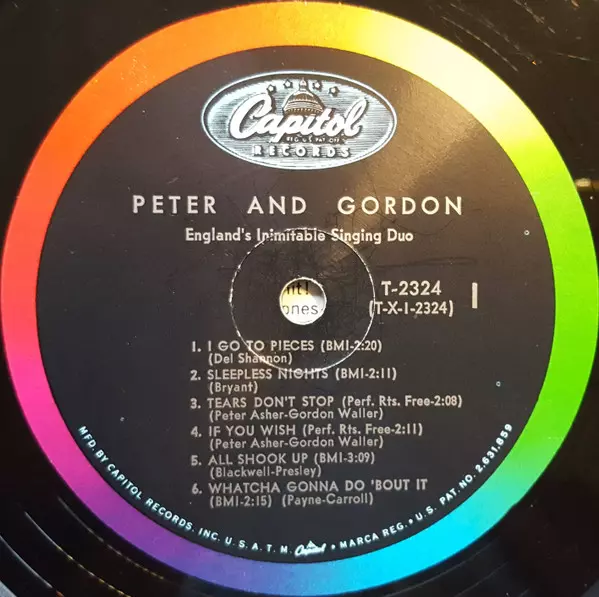 Capitol
REG. U.S. PAT. OFF.
RECORDS
PETER AND GORDON
England's Inimitable Singing Duo
T-2324
(T-X-1-2324)
1
ones
1. I GO TO PIECES (BMI-2:20)
(Del Shannon)
2. SLEEPLESS NIGHTS (BMI-2:11)
(Bryant)
3. TEARS DON'T STOP (Perf. Rts. Free-2:08)
(Peter Asher-Gordon Waller)
4. IF YOU WISH (Perf. Rts. Free-2:11)
(Peter Asher-Gordon Waller)
5. ALL SHOOK UP (BMI-3:09)
(Blackwell-Presley)
6. WHATCHA GONNA DO 'BOUT IT
(BMI-2:15) (Payne-Carroll)
MFD. BY CAPITOL RECORDS, INC. U.S.A. T.M. Capitol • MARCA REG. • U.S. PAT. NO. 2,631,859